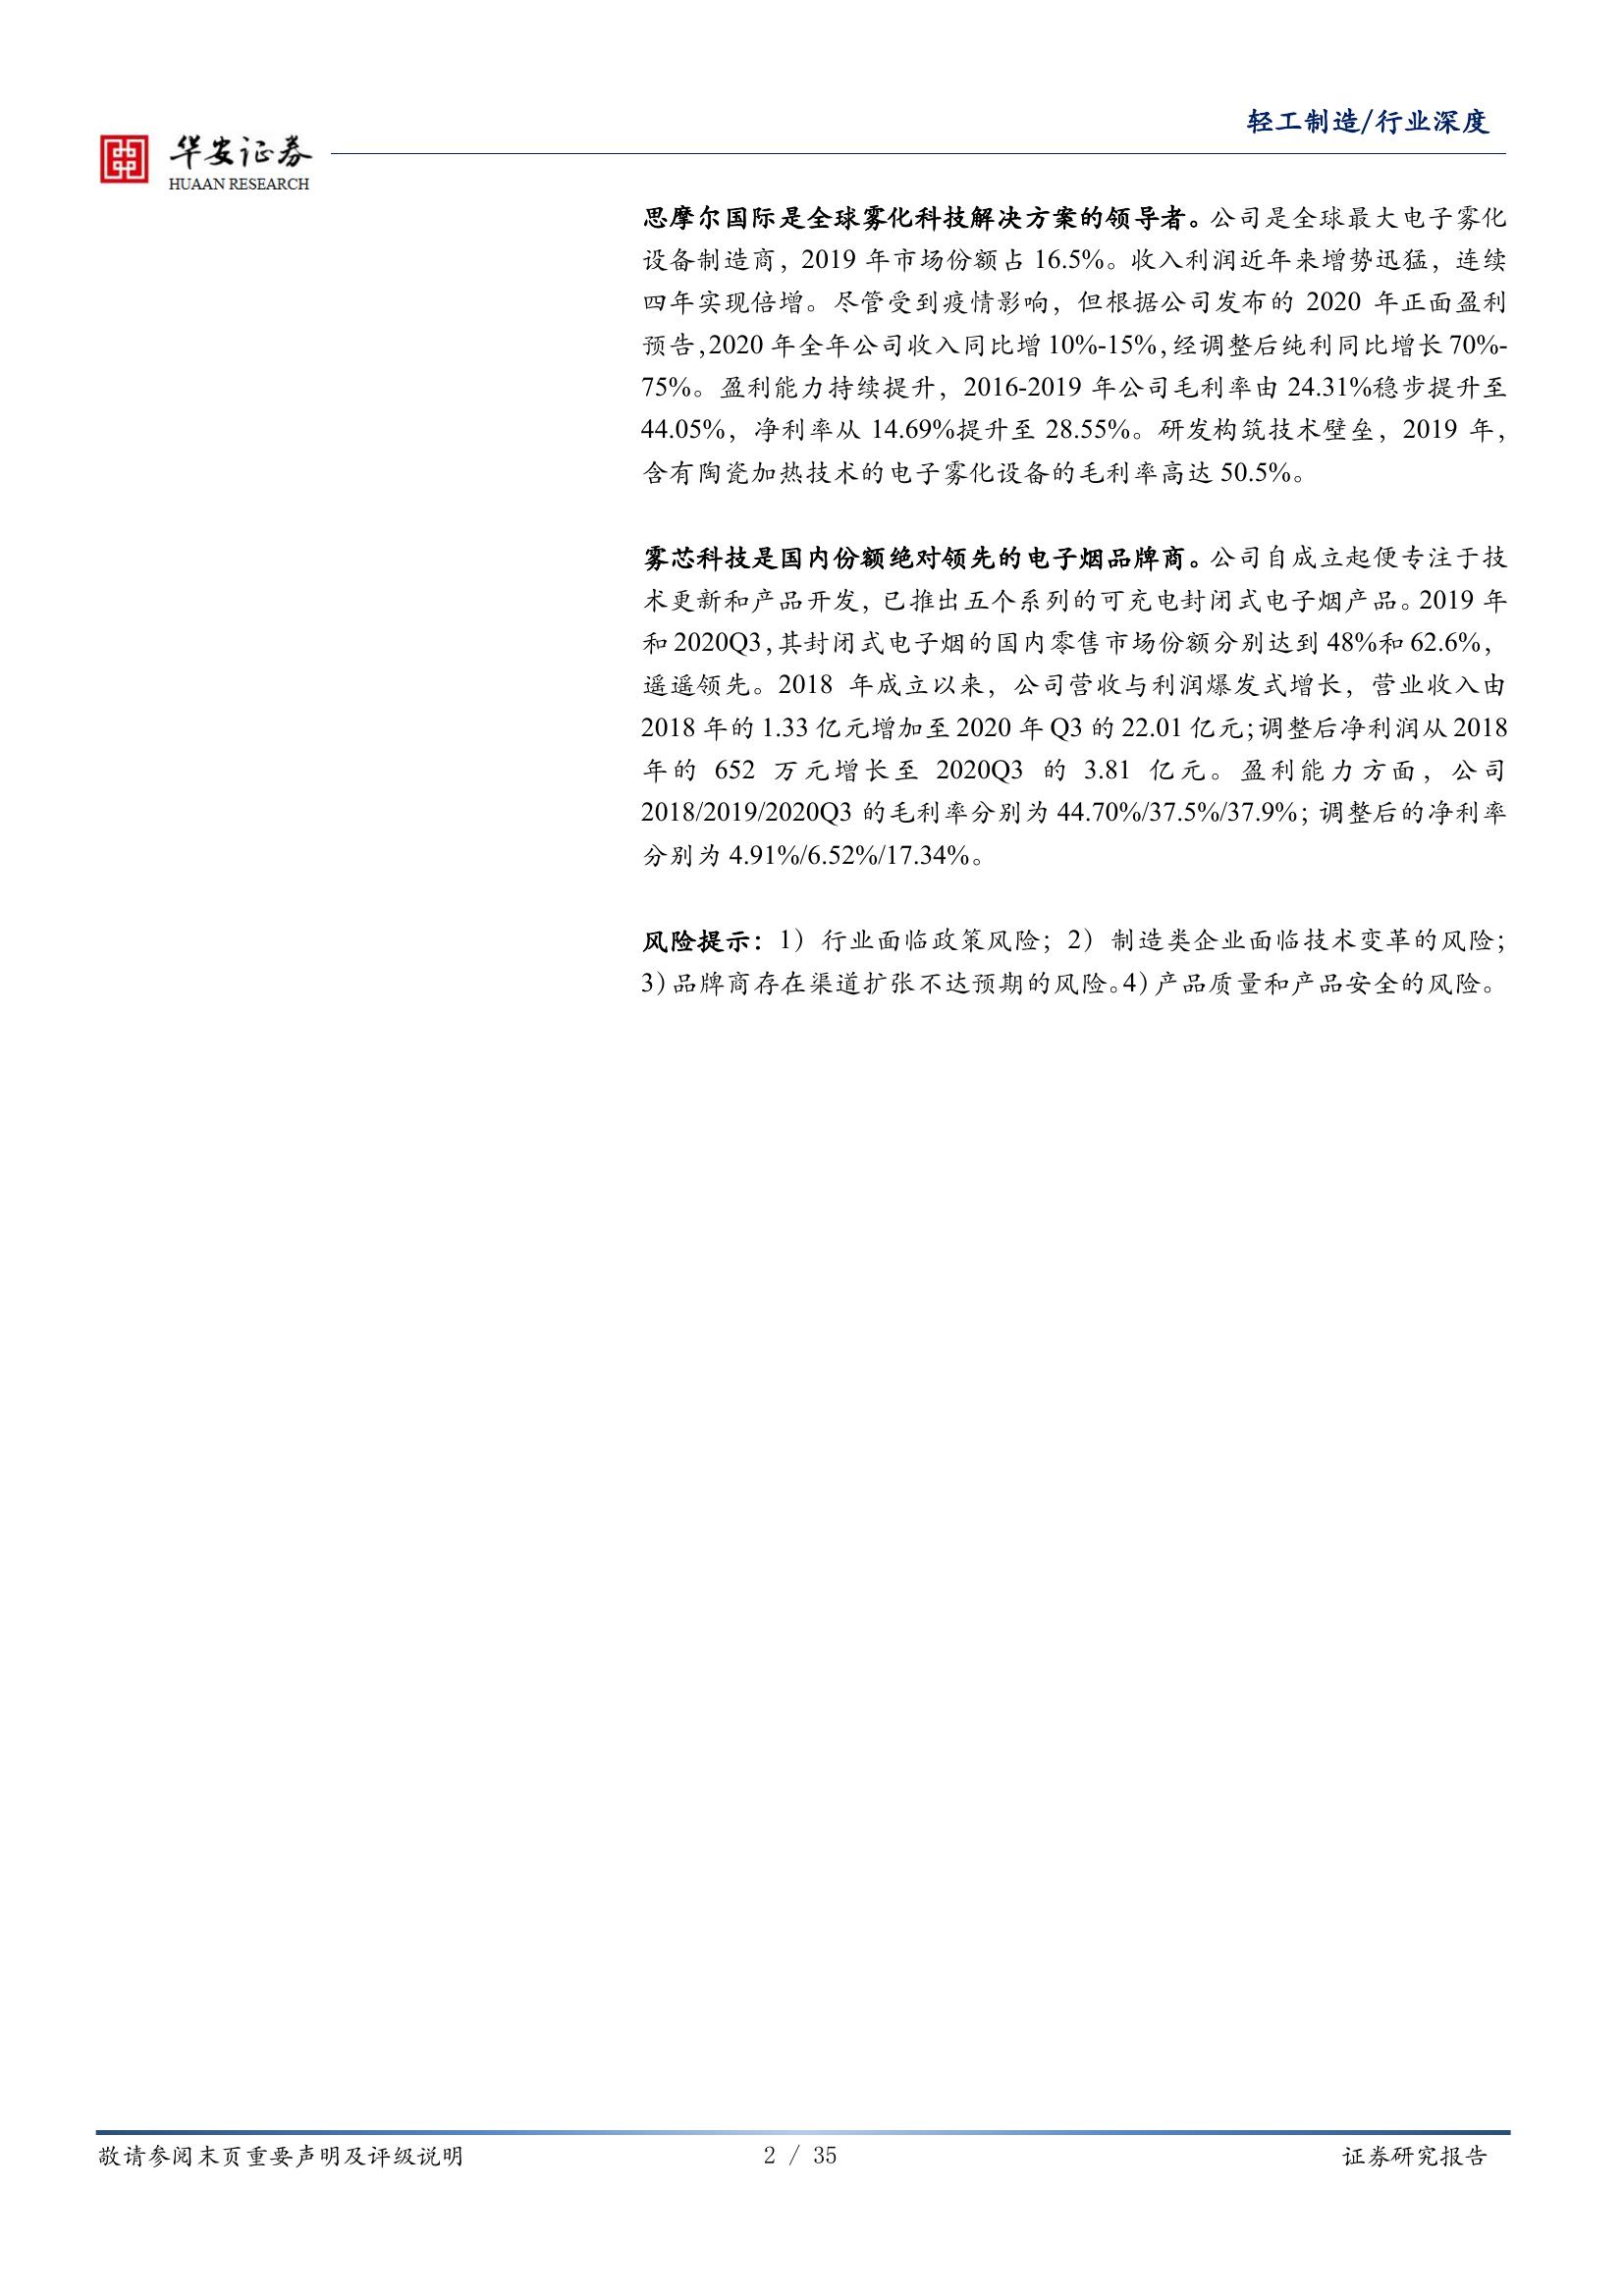 轻工制造/行业深度
华安证券
HUAAN RESEARCH
思摩尔国际是全球雾化科技解决方案的领导者。公司是全球最大电子雾化
设备制造商，2019 年市场份额占 16.5%。收入利润近年来增势迅猛，连续
四年实现倍增。尽管受到疫情影响，但根据公司发布的 2020 年正面盈利
预告,2020 年全年公司收入同比增 10%-15%,经调整后纯利同比增长 70%-
75%。盈利能力持续提升，2016-2019 年公司毛利率由 24.31%稳步提升至
44.05%，净利率从 14.69%提升至 28.55%。研发构筑技术壁垒，2019 年，
含有陶瓷加热技术的电子雾化设备的毛利率高达 50.5%。
雾芯科技是国内份额绝对领先的电子烟品牌商。公司自成立起便专注于技
术更新和产品开发，已推出五个系列的可充电封闭式电子烟产品。2019 年
和 2020Q3,其封闭式电子烟的国内零售市场份额分别达到 48%和 62.6%，
遥遥领先。2018 年成立以来，公司营收与利润爆发式增长，营业收入由
2018 年的 1.33 亿元增加至 2020 年 Q3 的 22.01 亿元;调整后净利润从 2018
年的 652 万元增长至 2020Q3 的 3.81 亿元。盈利能力方面，公司
2018/2019/2020Q3 的毛利率分别为 44.70%/37.5%/37.9%；调整后的净利率
分别为 4.91%/6.52%/17.34%。
风险提示：1）行业面临政策风险；2）制造类企业面临技术变革的风险；
3)品牌商存在渠道扩张不达预期的风险。4)产品质量和产品安全的风险。
敬请参阅末页重要声明及评级说明
2 / 35
证券研究报告